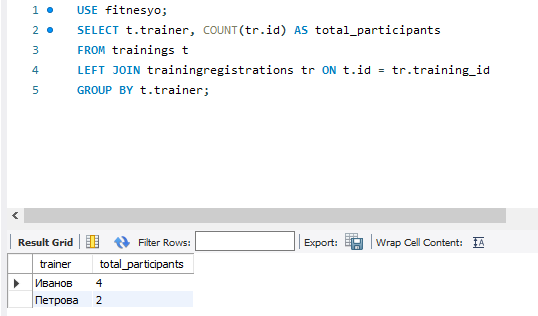 1 USE fitnesyo;
2 SELECT t.trainer, COUNT(tr.id) AS total_participants
3 FROM trainings t
4 LEFT JOIN trainingregistrations tr ON t.id = tr.training_id
5 GROUP BY t.trainer;
Result Grid Filter Rows: Export: Wrap Cell Content: IA
trainer total_participants
Иванов 4
Петрова 2